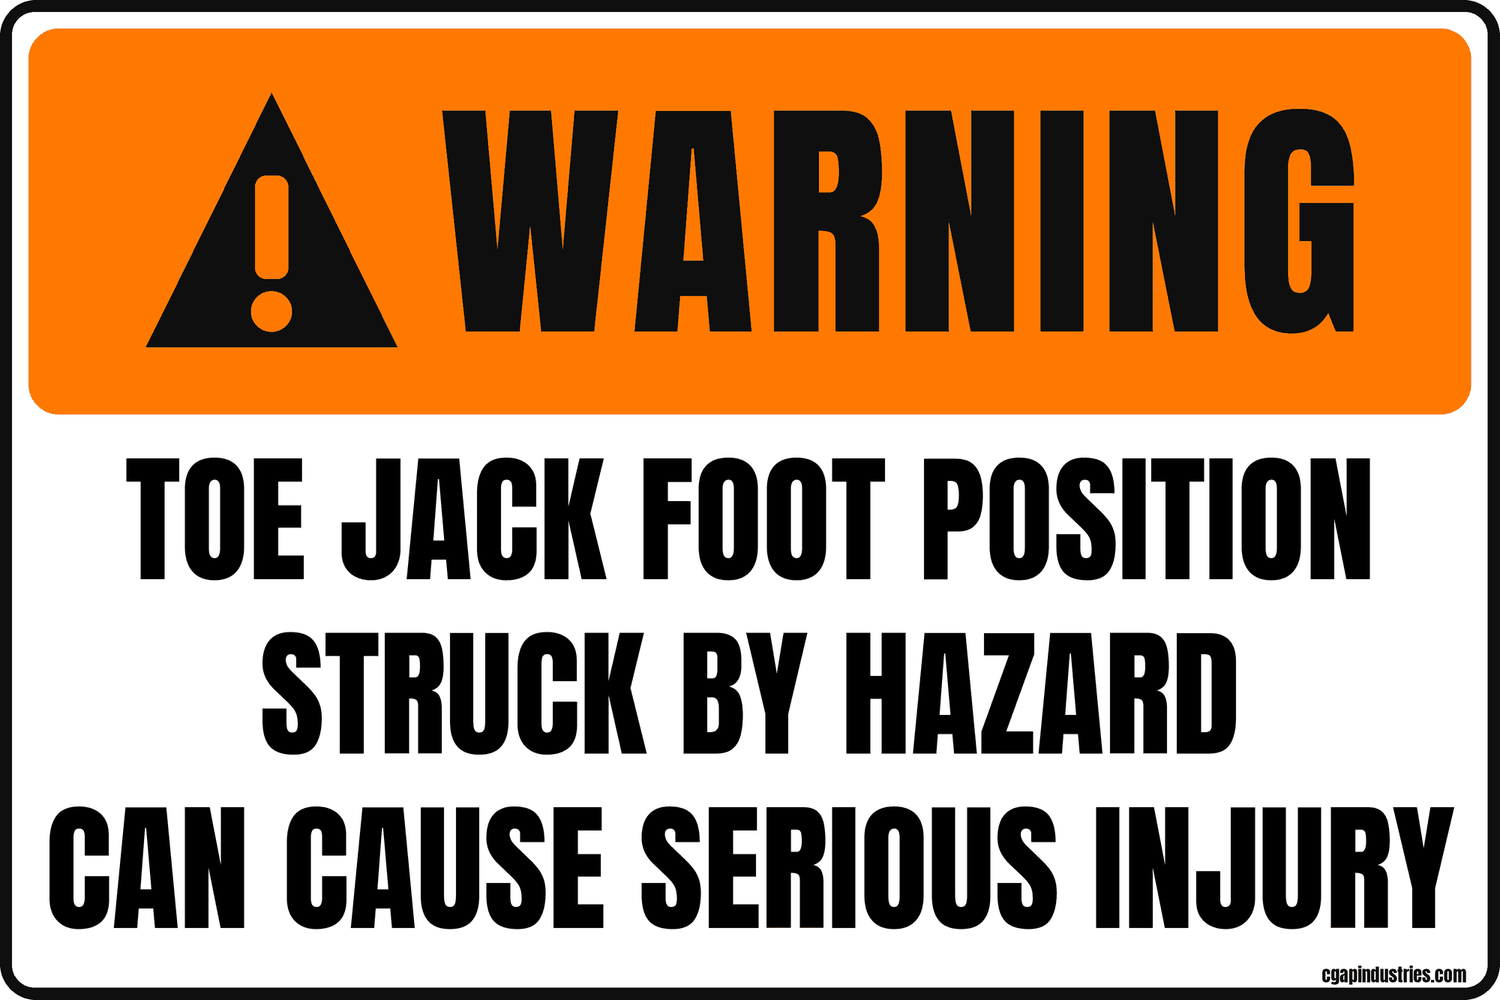 WARNING
TOE JACK FOOT POSITION
STRUCK BY HAZARD
CAN CAUSE SERIOUS INJURY
cgapindustries.com